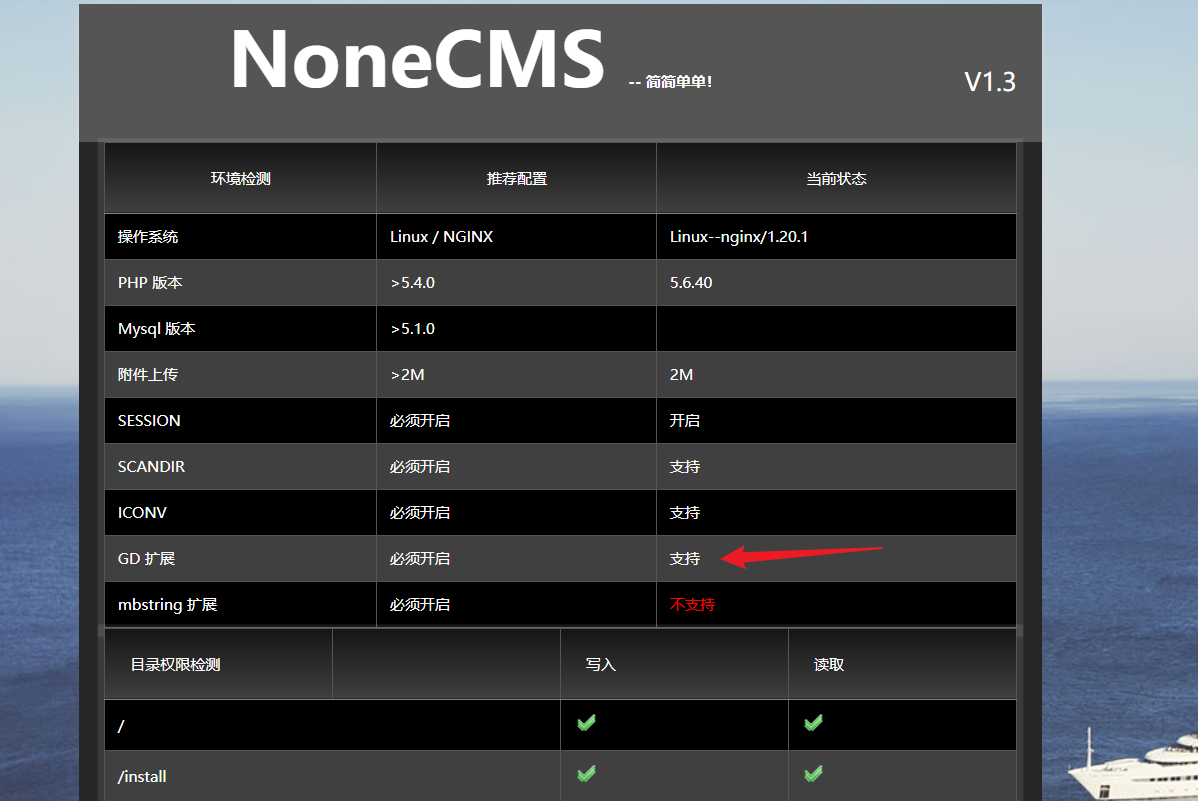 NoneCMS -- 简简单单! V1.3
环境检测 推荐配置 当前状态
操作系统 Linux / NGINX Linux--nginx/1.20.1
PHP 版本 >5.4.0 5.6.40
Mysql 版本 >5.1.0
附件上传 >2M 2M
SESSION 必须开启 开启
SCANDIR 必须开启 支持
ICONV 必须开启 支持
GD 扩展 必须开启 支持
mbstring 扩展 必须开启 不支持
目录权限检测 写入 读取
/
/install